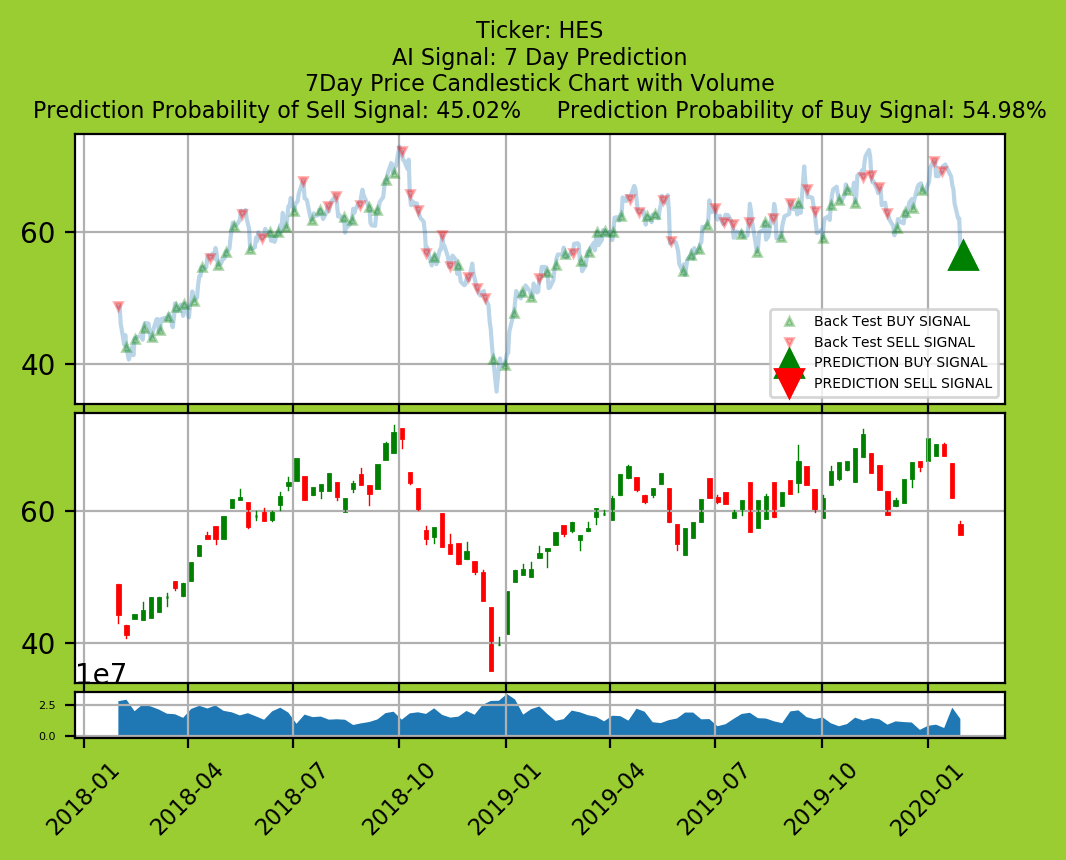 Ticker: HES
AI Signal: 7 Day Prediction
7Day Price Candlestick Chart with Volume
Prediction Probability of Sell Signal: 45.02% Prediction Probability of Buy Signal: 54.98%
60
40
Back Test BUY SIGNAL
Back Test SELL SIGNAL
PREDICTION BUY SIGNAL
PREDICTION SELL SIGNAL
60
40
1e7
2.5
0.0
2018-01 2018-04 2018-07 2018-10 2019-01 2019-04 2019-07 2019-10 2020-01